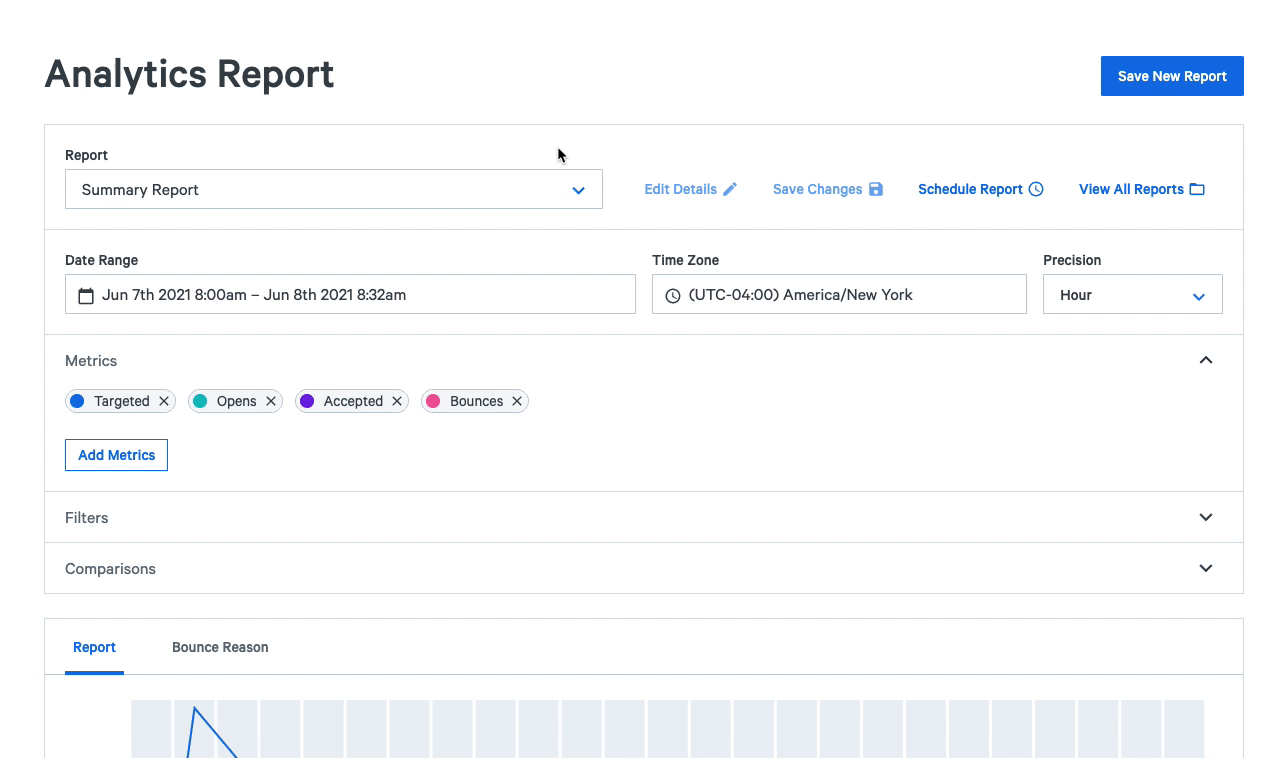 Analytics Report
Save New Report
Report
Summary Report
Edit Details
Save Changes
Schedule Report
View All Reports
Date Range
Time Zone
Precision
Jun 7th 2021 8:00am – Jun 8th 2021 8:32am
(UTC-04:00) America/New York
Hour
Metrics
Targeted
Opens
Accepted
Bounces
Add Metrics
Filters
Comparisons
Report
Bounce Reason